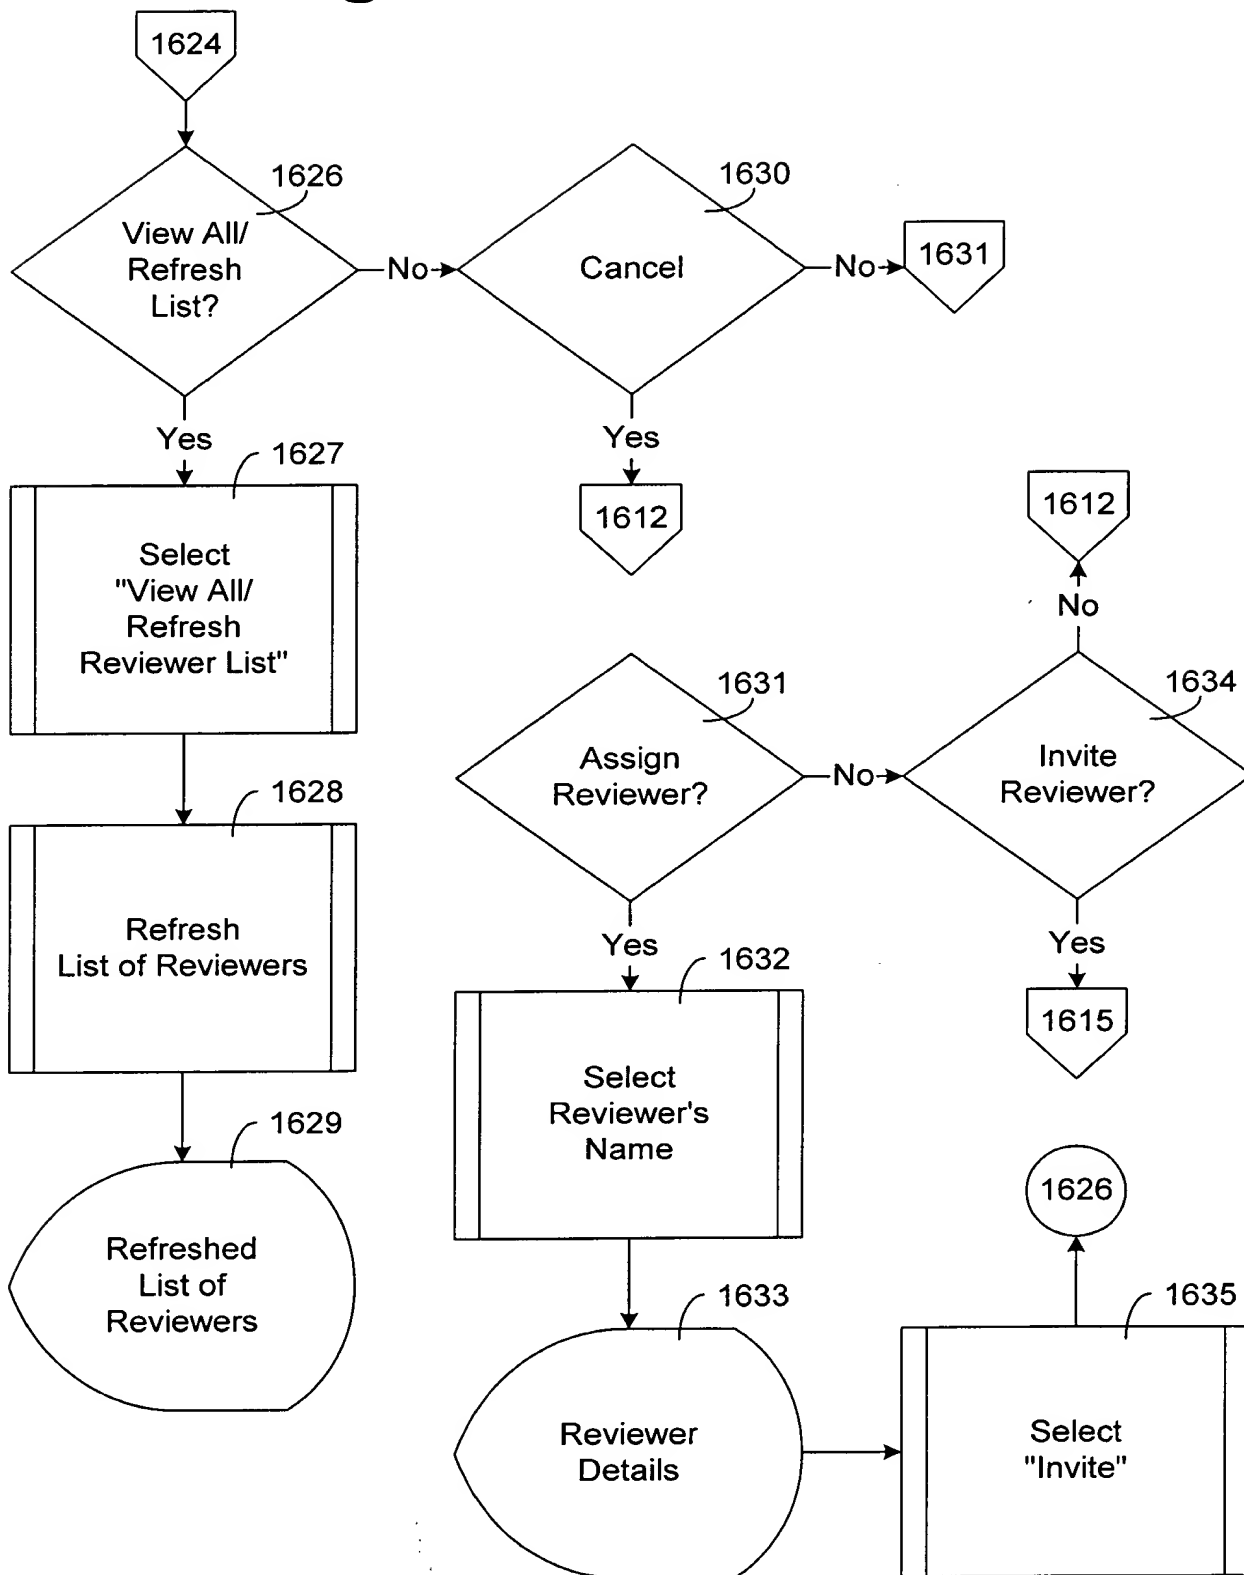 1624
1626
View All/
Refresh
List?
No
1630
Cancel
No
1631
Yes
1627
Select
"View All/
Refresh
Reviewer List"
Yes
1612
1628
Refresh
List of Reviewers
1629
Refreshed
List of
Reviewers
1631
Assign
Reviewer?
No
1634
Invite
Reviewer?
No
1612
Yes
1615
Yes
1632
Select
Reviewer's
Name
1633
Reviewer
Details
1635
Select
"Invite"
1626